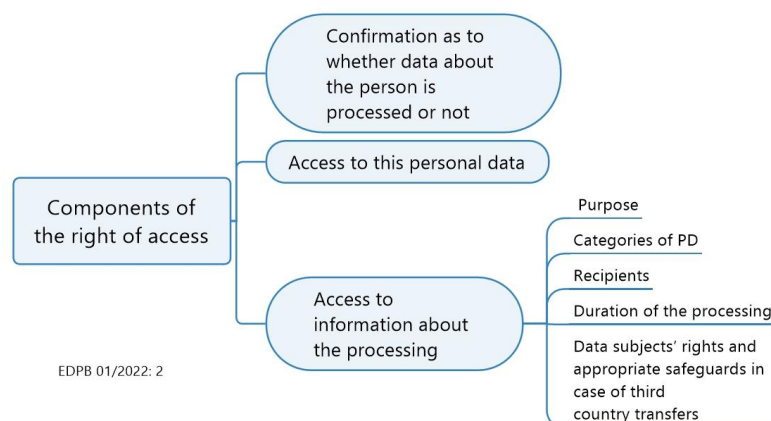 Confirmation as to
whether data about
the person is
processed or not
Access to this personal data
Components of
the right of access
Purpose
Categories of PD
Recipients
Access to
information about
the processing
Duration of the processing
Data subjects’ rights and
appropriate safeguards in
case of third
country transfers
EDPB 01/2022: 2